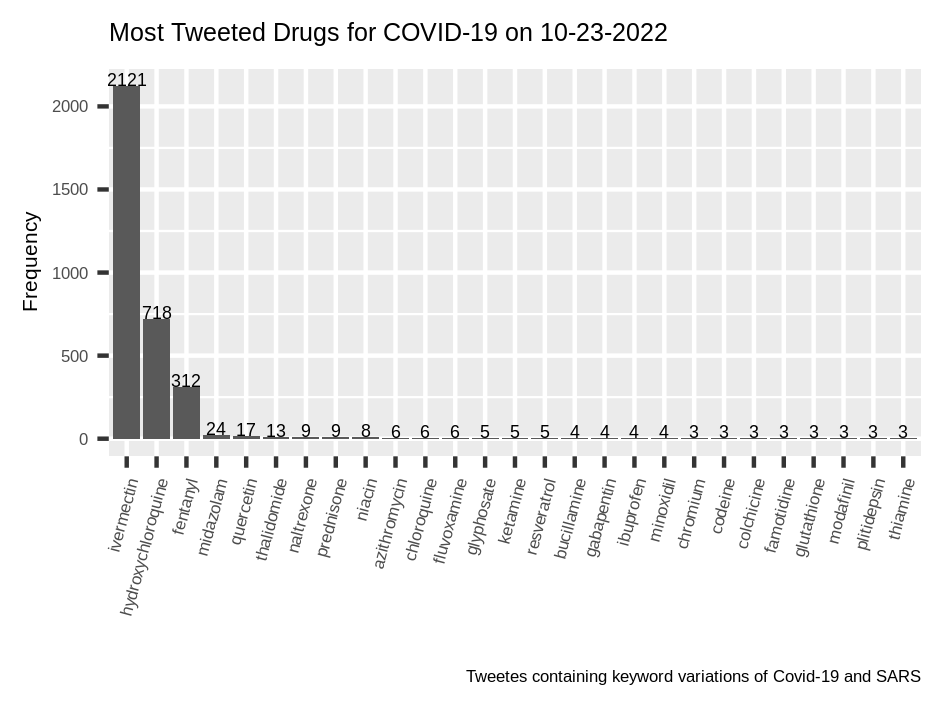 Most Tweeted Drugs for COVID-19 on 10-23-2022
Frequency
2000
1500
1000
500
0
2121
718
312
24
17
13
9
9
8
6
6
6
5
5
5
4
4
4
4
3
3
3
3
3
3
3
3
ivermectin
hydroxychloroquine
fentanyl
midazolam
quercetin
thalidomide
naltrexone
prednisone
niacin
azithromycin
chloroquine
fluvoxamine
glyphosate
ketamine
resveratrol
bucillamine
gabapentin
ibuprofen
minoxidil
chromium
codeine
colchicine
famotidine
glutathione
modafinil
plitidepsin
thiamine
Tweetes containing keyword variations of Covid-19 and SARS